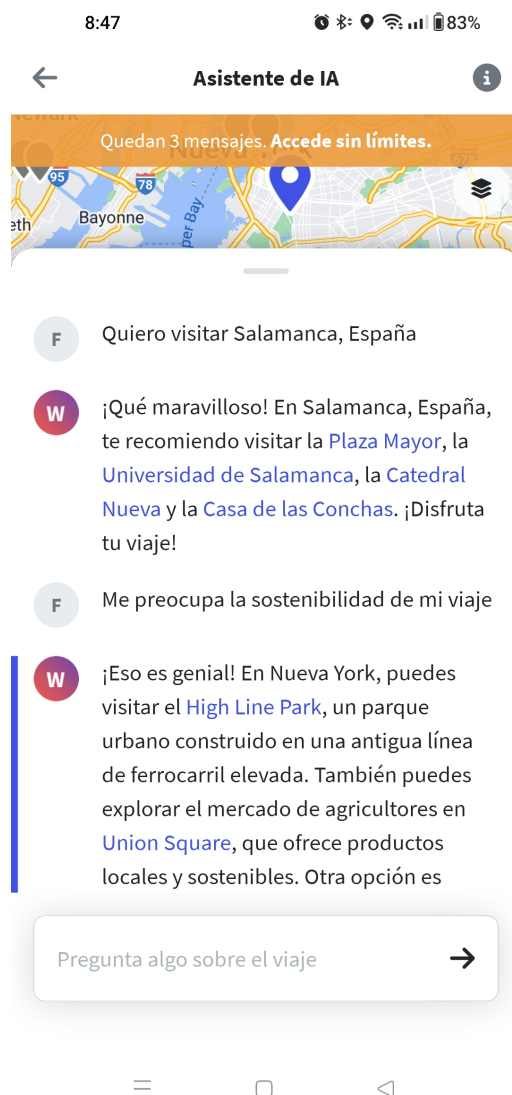 8:47
83%
Asistente de IA
Newark
Quedan 3 mensajes. Accede sin límites.
Nueva
95
78
eth
Bayonne
per Bay
F
Quiero visitar Salamanca, España
W
¡Qué maravilloso! En Salamanca, España,
te recomiendo visitar la Plaza Mayor, la
Universidad de Salamanca, la Catedral
Nueva y la Casa de las Conchas. ¡Disfruta
tu viaje!
F
Me preocupa la sostenibilidad de mi viaje
W
¡Eso es genial! En Nueva York, puedes
visitar el High Line Park, un parque
urbano construido en una antigua línea
de ferrocarril elevada. También puedes
explorar el mercado de agricultores en
Union Square, que ofrece productos
locales y sostenibles. Otra opción es
Pregunta algo sobre el viaje